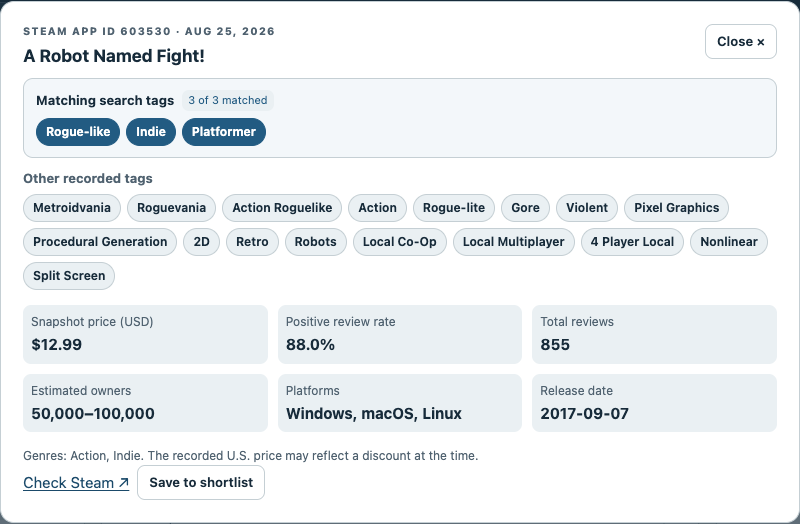 STEAM APP ID 603530 · AUG 25, 2026
A Robot Named Fight!
Close ×
Matching search tags 3 of 3 matched
Rogue-like Indie Platformer
Other recorded tags
Metroidvania Roguevania Action Roguelike Action Rogue-lite Gore Violent Pixel Graphics
Procedural Generation 2D Retro Robots Local Co-Op Local Multiplayer 4 Player Local Nonlinear
Split Screen
Snapshot price (USD) Positive review rate Total reviews
$12.99 88.0% 855
Estimated owners Platforms Release date
50,000–100,000 Windows, macOS, Linux 2017-09-07
Genres: Action, Indie. The recorded U.S. price may reflect a discount at the time.
Check Steam ↗ Save to shortlist